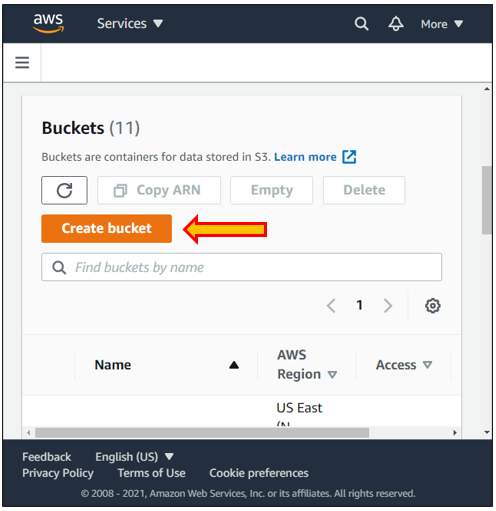 aws Services More
Buckets (11)
Buckets are containers for data stored in S3. Learn more
Copy ARN Empty Delete
Create bucket
Find buckets by name
1
Name AWS Region Access
US East
(N
Feedback English (US)
Privacy Policy Terms of Use Cookie preferences
© 2008 - 2021, Amazon Web Services, Inc. or its affiliates. All rights reserved.